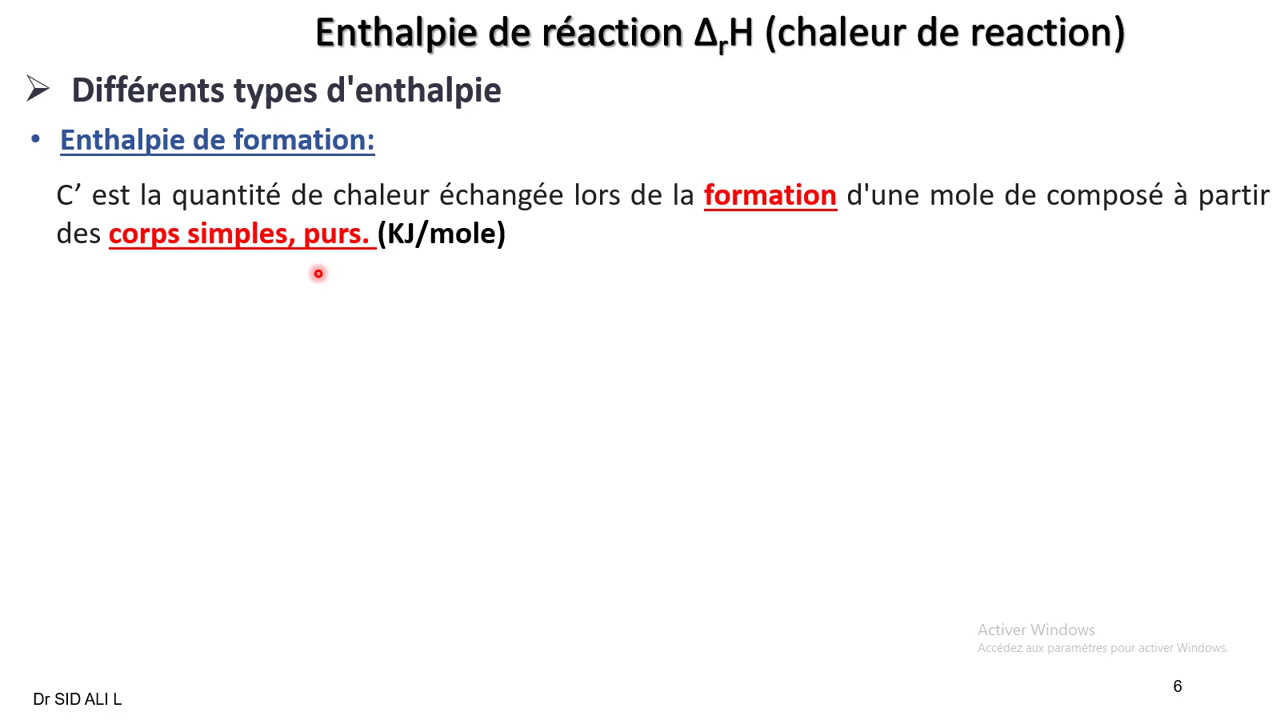 Enthalpie de réaction ΔrH (chaleur de reaction)
➢ Différents types d'enthalpie
• Enthalpie de formation:
C’ est la quantité de chaleur échangée lors de la formation d'une mole de composé à partir
des corps simples, purs. (KJ/mole)
Activer Windows
Accédez aux paramètres pour activer Windows.
6
Dr SID ALI L